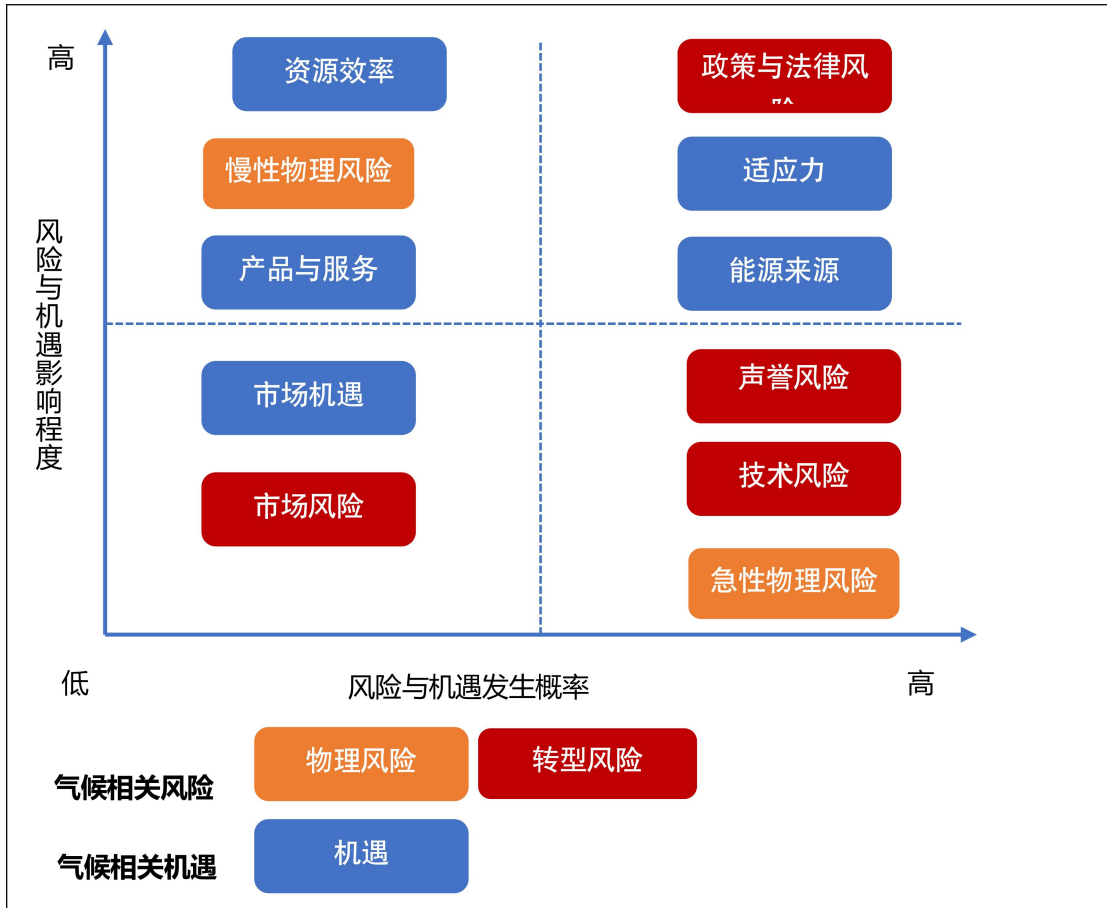 高
资源效率
政策与法律风
慢性物理风险
适应力
产品与服务
能源来源
风险与机遇影响程度
市场机遇
声誉风险
市场风险
技术风险
急性物理风险
低
风险与机遇发生概率
高
气候相关风险
物理风险
转型风险
气候相关机遇
机遇